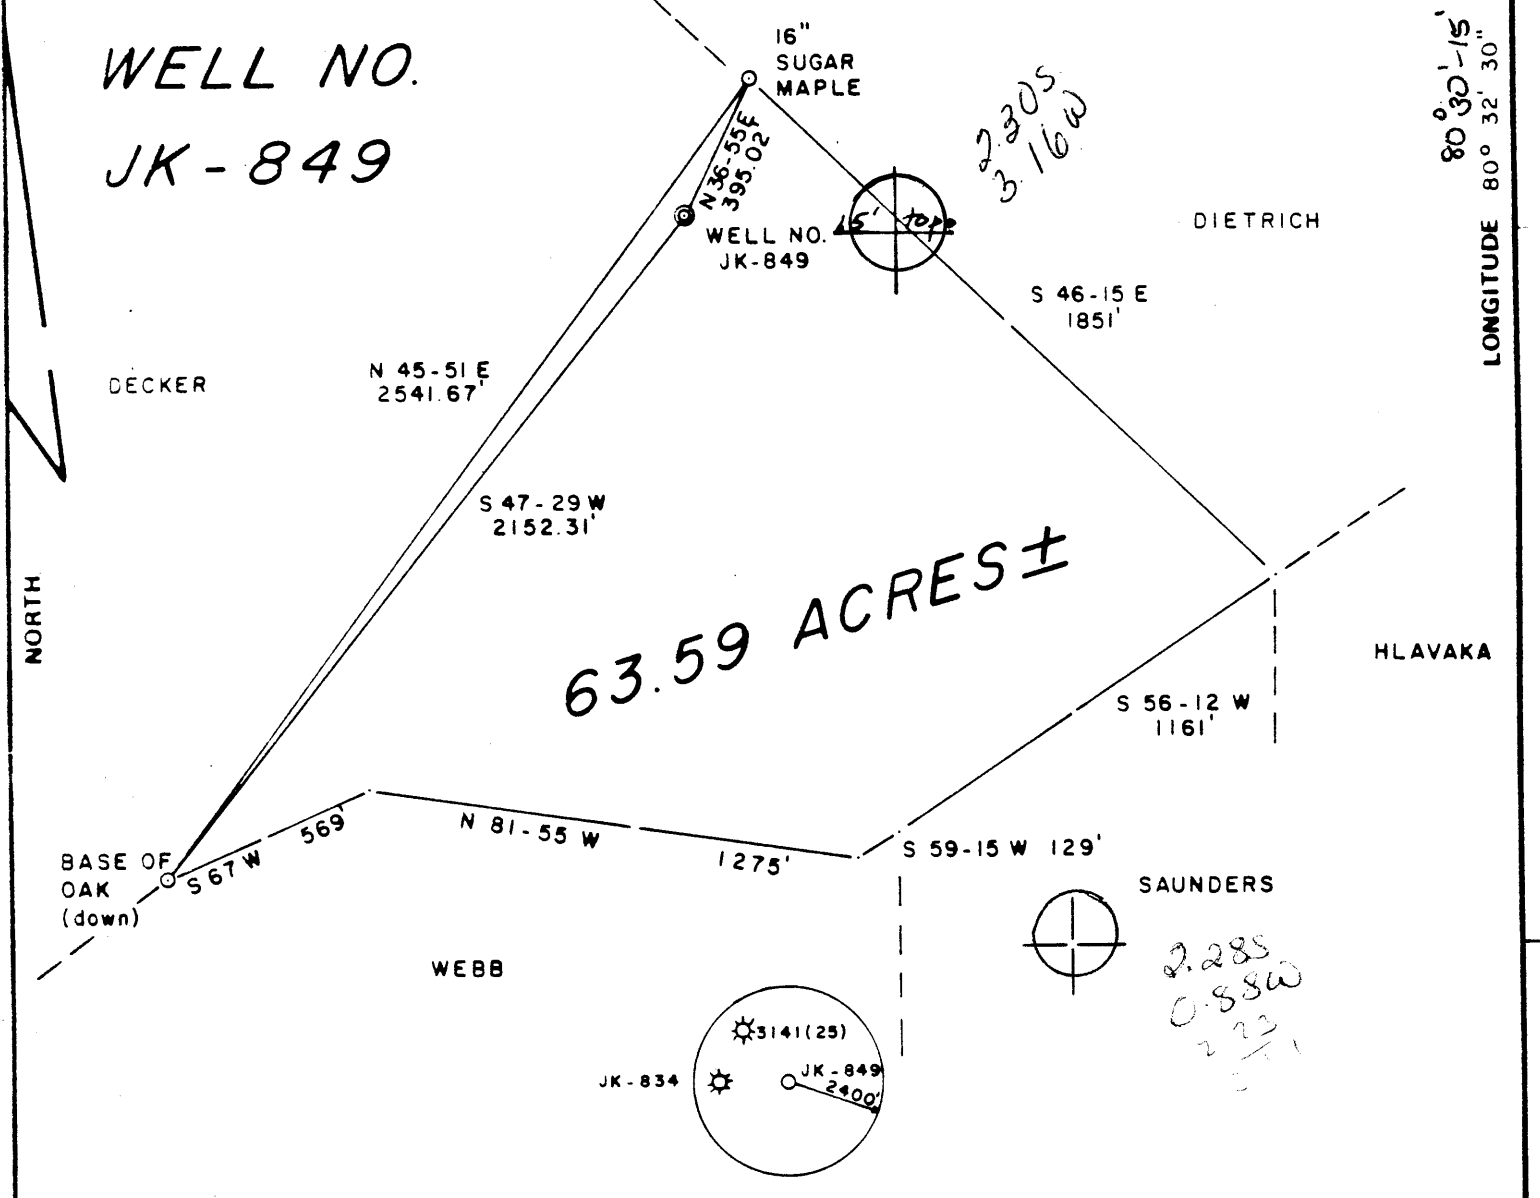 WELL NO.
JK-849
16"
SUGAR
MAPLE
N 36-55 E
395.02'
WELL NO.
JK-849
15' topo
2.30S
3.16W
DIETRICH
80° 30'-15'
LONGITUDE 80° 32' 30"
S 46-15 E
1851'
DECKER
N 45-51 E
2541.67'
S 47-29 W
2152.31'
NORTH
63.59 ACRES±
HLAVAKA
S 56-12 W
1161'
569'
S 67 W
N 81-55 W
1275'
S 59-15 W 129'
BASE OF
OAK
(down)
SAUNDERS
WEBB
2.28S
0.88W
3141(25)
JK-834
JK-849
2400'